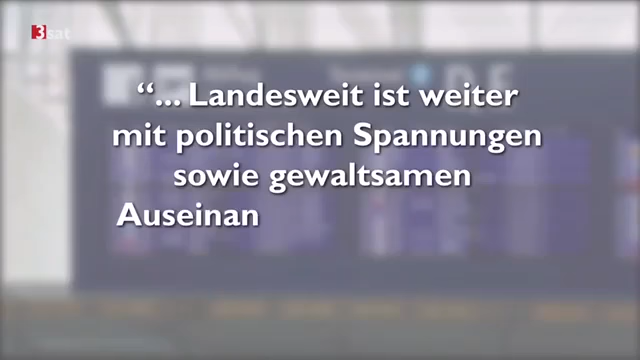 3sat
“... Landesweit ist weiter
mit politischen Spannungen
sowie gewaltsamen
Auseinan